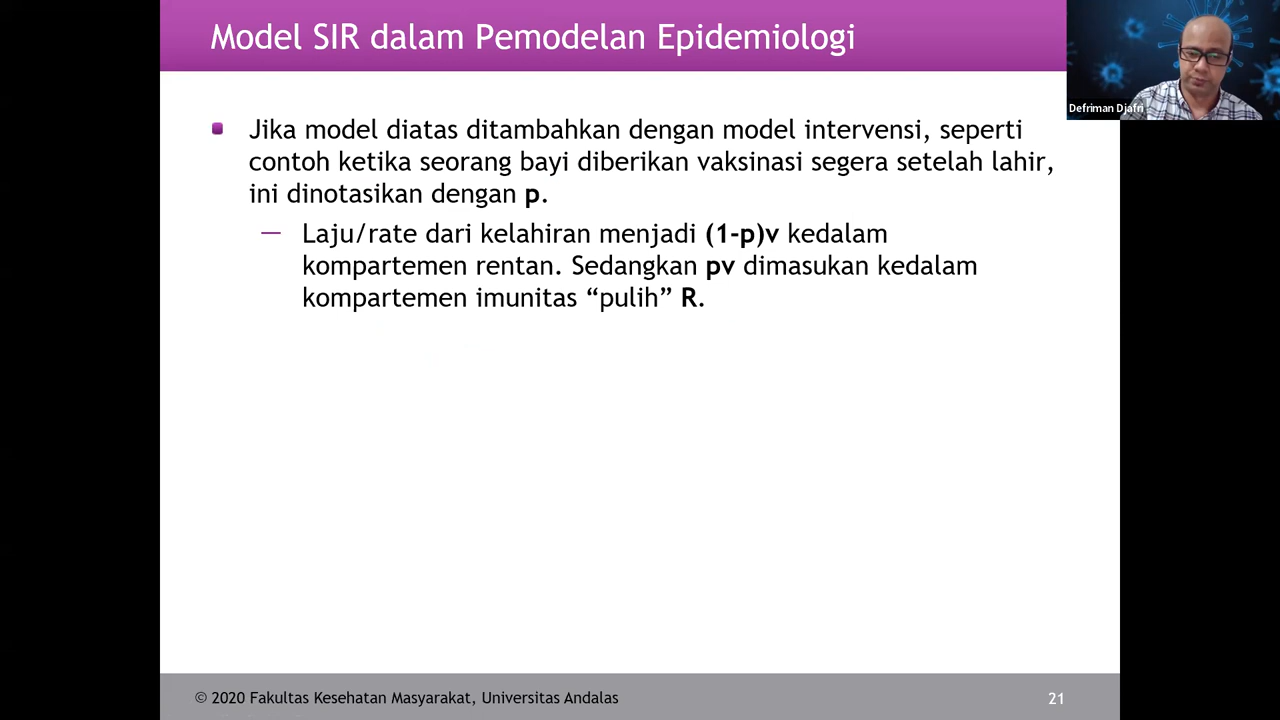 Model SIR dalam Pemodelan Epidemiologi
Defriman Djafri
Jika model diatas ditambahkan dengan model intervensi, seperti
contoh ketika seorang bayi diberikan vaksinasi segera setelah lahir,
ini dinotasikan dengan p.
— Laju/rate dari kelahiran menjadi (1-p)v kedalam
kompartemen rentan. Sedangkan pv dimasukan kedalam
kompartemen imunitas “pulih” R.
© 2020 Fakultas Kesehatan Masyarakat, Universitas Andalas
21